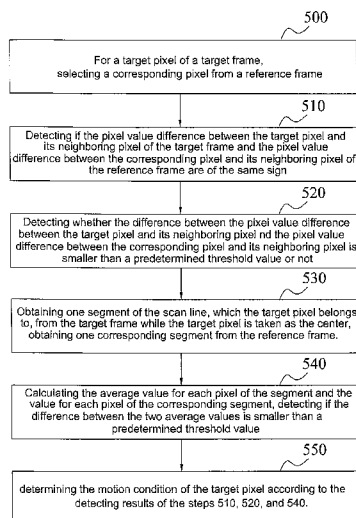 500
For a target pixel of a target frame,
selecting a corresponding pixel from a reference frame
510
Detecting if the pixel value difference between the target pixel and
its neighboring pixel of the target frame and the pixel value
difference between the corresponding pixel and its neighboring pixel of
the reference frame are of the same sign
520
Detecting whether the difference between the pixel value difference
between the target pixel and its neighboring pixel nd the pixel value
difference between the corresponding pixel and its neighboring pixel is
smaller than a predetermined threshold value or not
530
Obtaining one segment of the scan line, which the target pixel belongs
to, from the target frame while the target pixel is taken as the center,
obtaining one corresponding segment from the reference frame.
540
Calculating the average value for each pixel of the segment and the
value for each pixel of the corresponding segment, detecting if the
difference between the two average values is smaller than a
predetermined threshold value
550
determining the motion condition of the target pixel according to the
detecting results of the steps 510, 520, and 540.